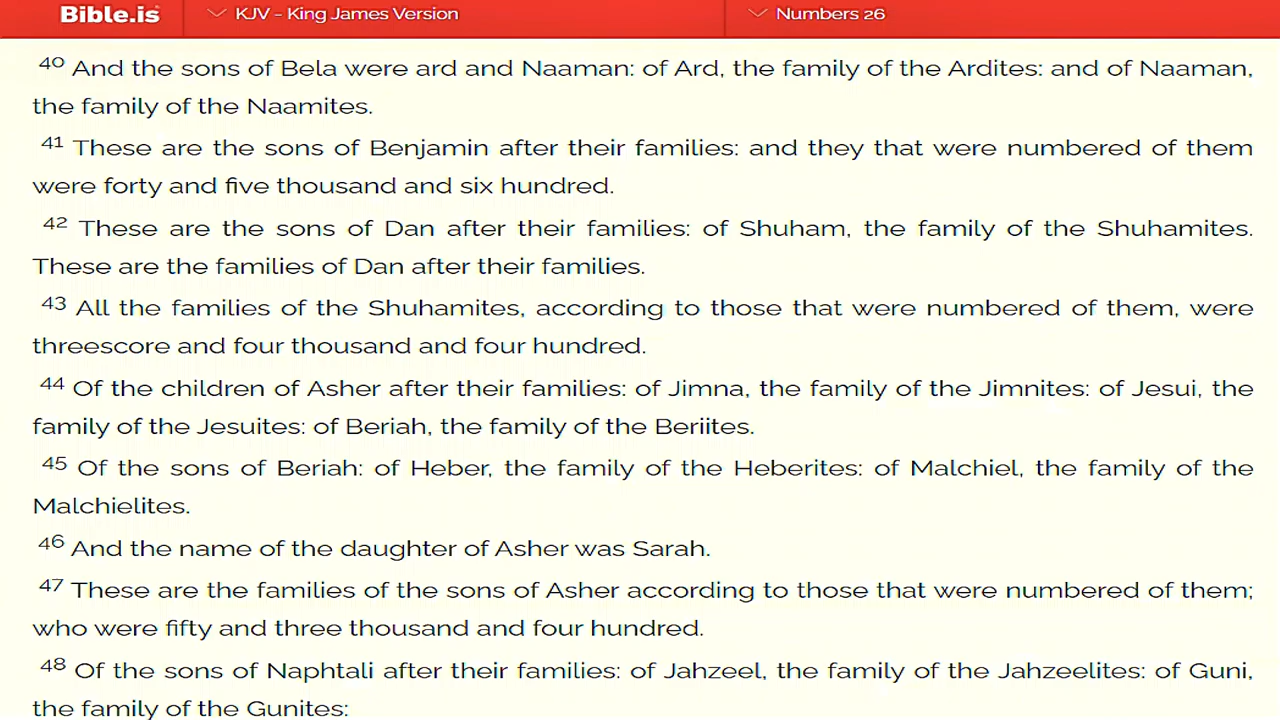 Bible.is KJV - King James Version Numbers 26
40 And the sons of Bela were ard and Naaman: of Ard, the family of the Ardites: and of Naaman,
the family of the Naamites.
41 These are the sons of Benjamin after their families: and they that were numbered of them
were forty and five thousand and six hundred.
42 These are the sons of Dan after their families: of Shuham, the family of the Shuhamites.
These are the families of Dan after their families.
43 All the families of the Shuhamites, according to those that were numbered of them, were
threescore and four thousand and four hundred.
44 Of the children of Asher after their families: of Jimna, the family of the Jimnites: of Jesui, the
family of the Jesuites: of Beriah, the family of the Beriites.
45 Of the sons of Beriah: of Heber, the family of the Heberites: of Malchiel, the family of the
Malchielites.
46 And the name of the daughter of Asher was Sarah.
47 These are the families of the sons of Asher according to those that were numbered of them;
who were fifty and three thousand and four hundred.
48 Of the sons of Naphtali after their families: of Jahzeel, the family of the Jahzeelites: of Guni,
the family of the Gunites: